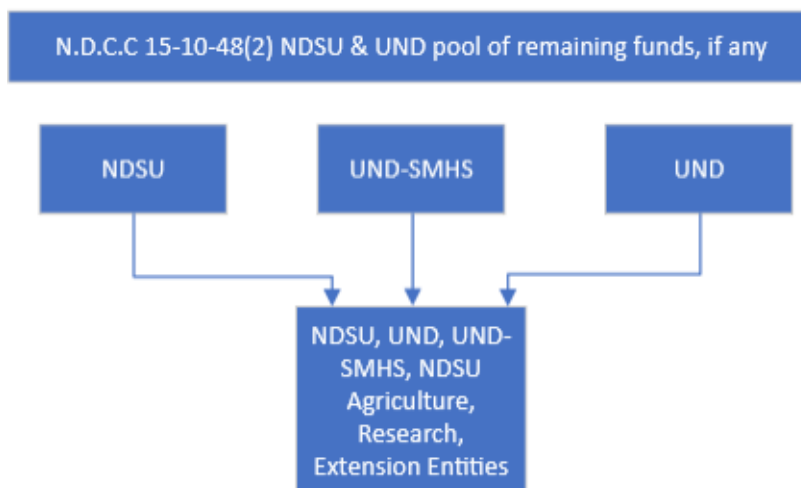 N.D.C.C 15-10-48(2) NDSU & UND pool of remaining funds, if any
NDSU
UND-SMHS
UND
NDSU, UND, UND-
SMHS, NDSU
Agriculture,
Research,
Extension Entities